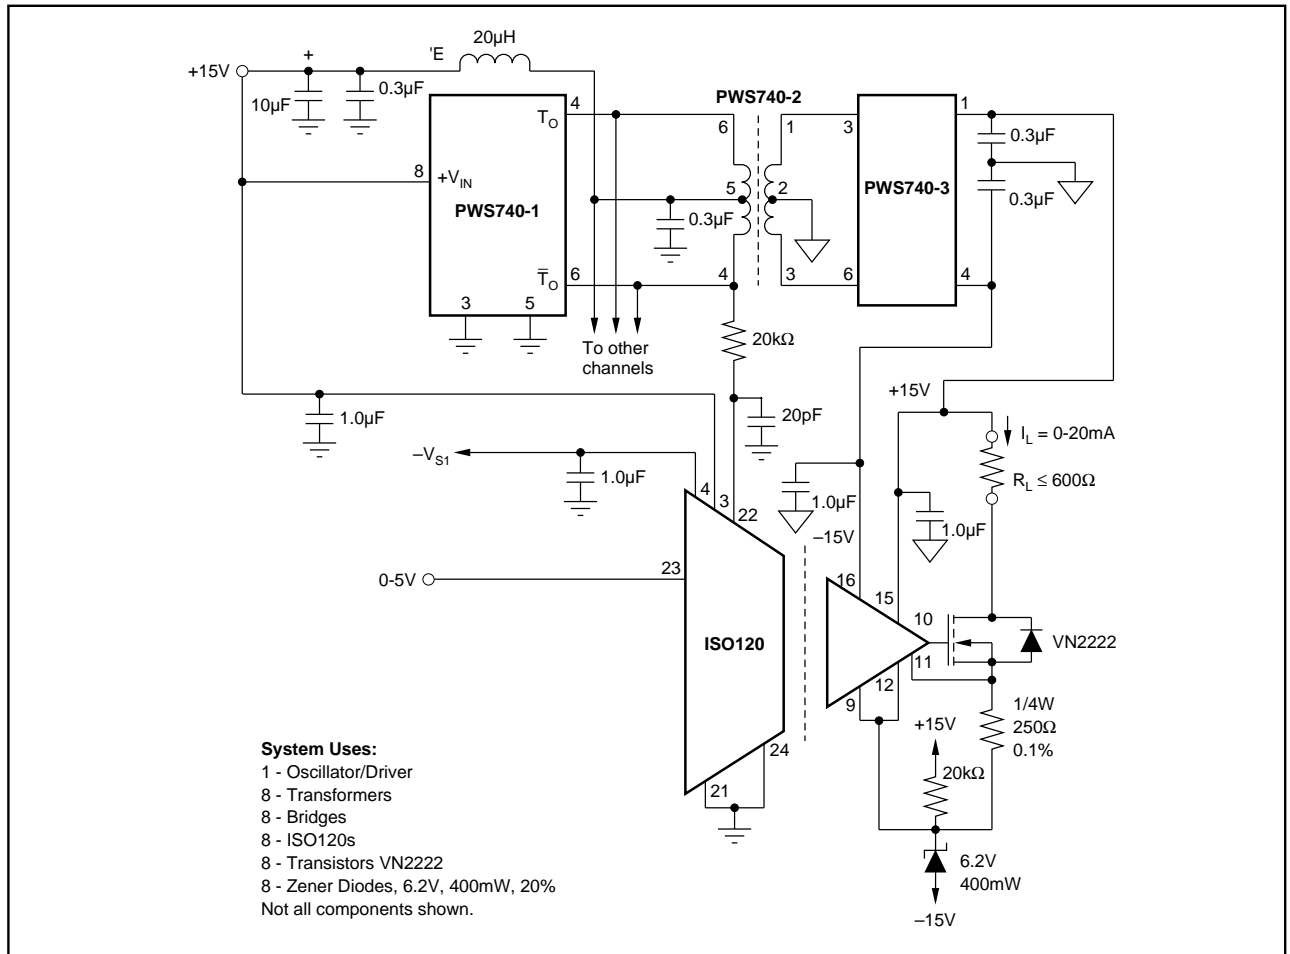 +15V
+
'E
20µH
10µF
0.3µF
4
TO
8
+VIN
PWS740-1
T̅O
6
3
5
To other
channels
PWS740-2
6
1
5
2
0.3µF
4
3
20kΩ
3
1
PWS740-3
6
4
0.3µF
0.3µF
1.0µF
20pF
–VS1
1.0µF
4
3
22
1.0µF
–15V
+15V
IL = 0-20mA
RL ≤ 600Ω
1.0µF
0-5V
23
ISO120
16
15
10
11
12
9
VN2222
24
21
+15V
1/4W
250Ω
0.1%
20kΩ
6.2V
400mW
–15V
System Uses:
1 - Oscillator/Driver
8 - Transformers
8 - Bridges
8 - ISO120s
8 - Transistors VN2222
8 - Zener Diodes, 6.2V, 400mW, 20%
Not all components shown.